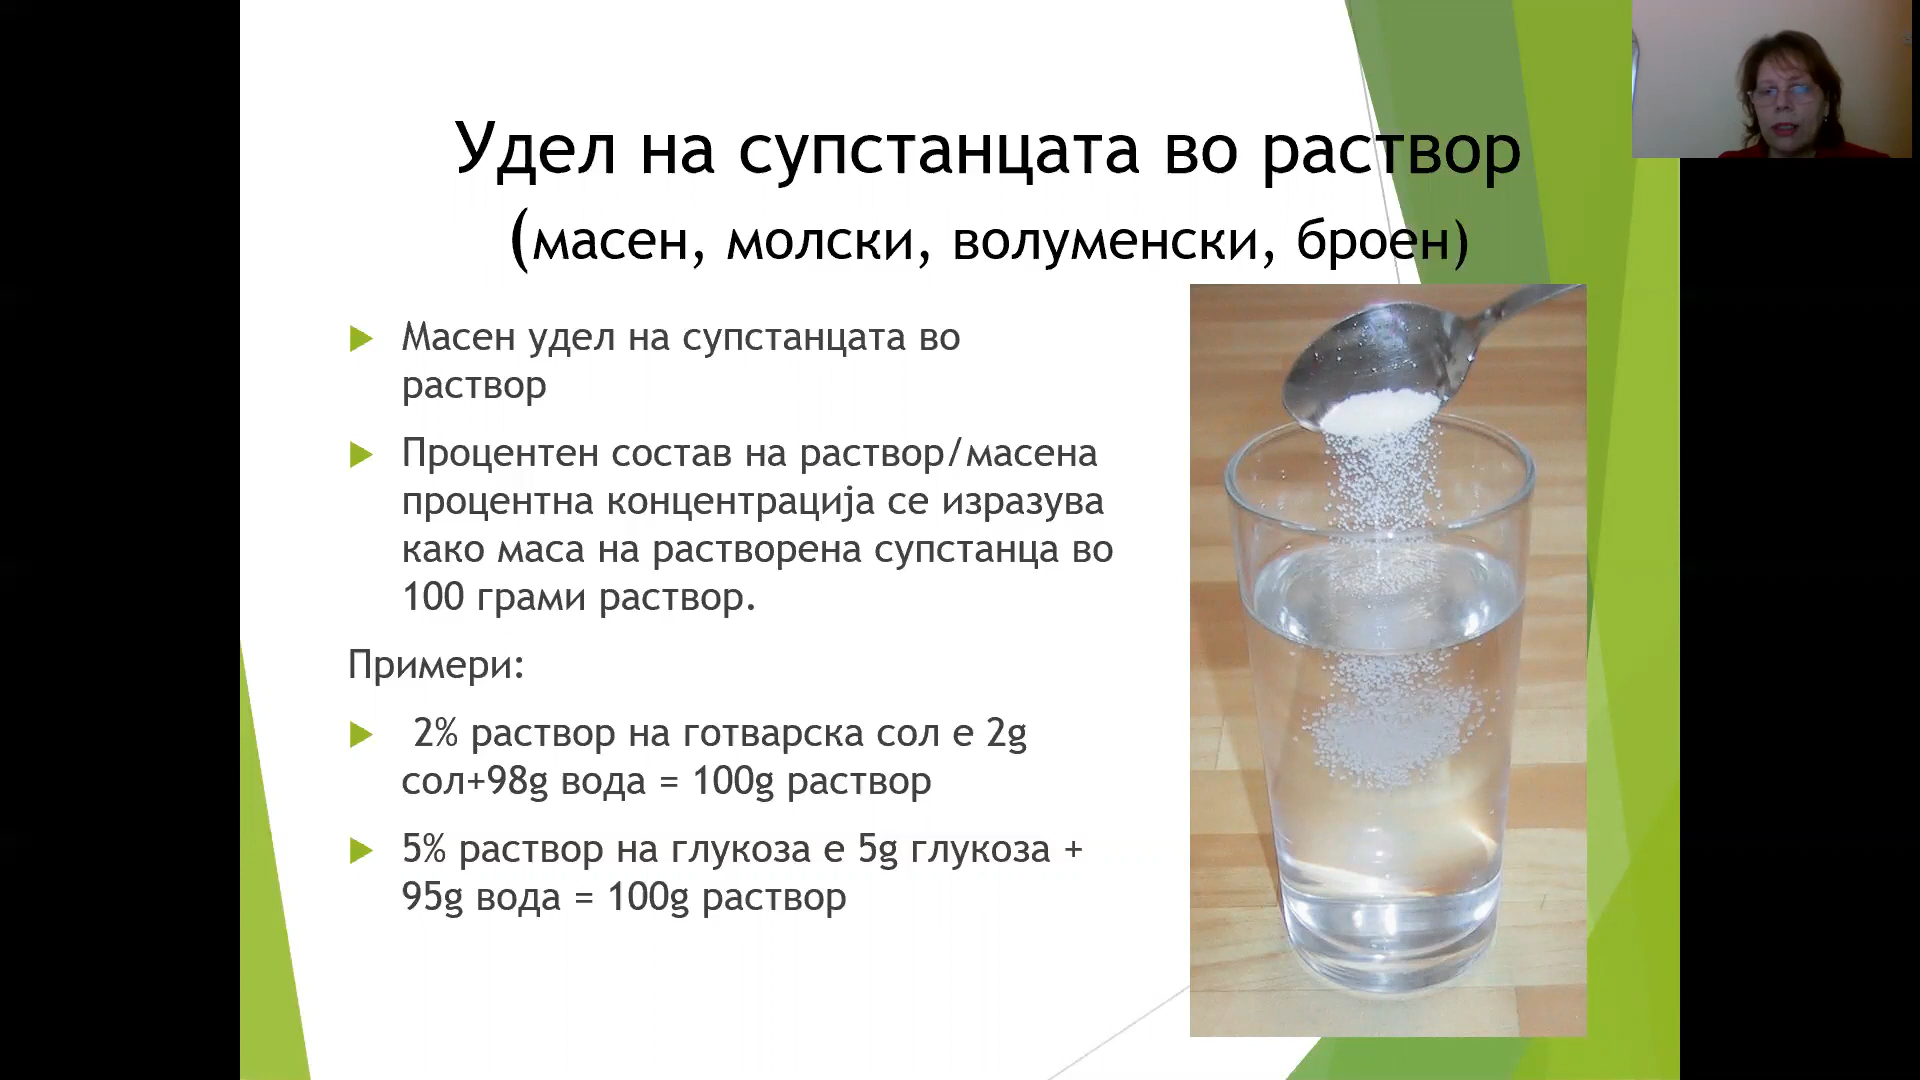 Удел на супстанцата во раствор
(масен, молски, волуменски, броен)
Масен удел на супстанцата во
раствор
Процентен состав на раствор/масена
процентна концентрација се изразува
како маса на растворена супстанца во
100 грами раствор.
Примери:
2% раствор на готварска сол е 2g
сол+98g вода = 100g раствор
5% раствор на глукоза е 5g глукоза +
95g вода = 100g раствор